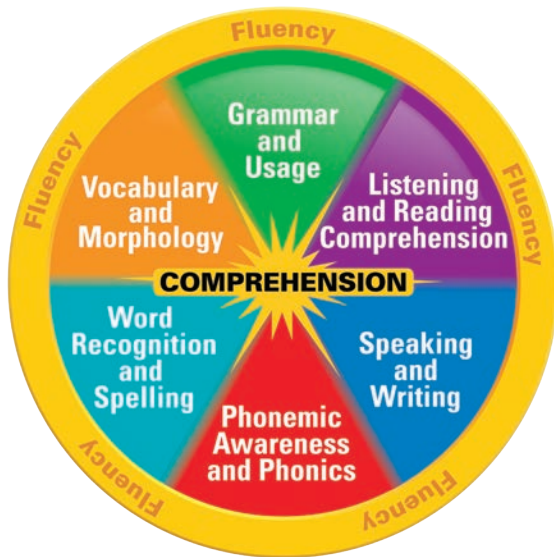 Fluency
Grammar
and
Usage
Fluency
Vocabulary
and
Morphology
Listening
and Reading
Comprehension
Fluency
COMPREHENSION
Word
Recognition
and
Spelling
Speaking
and
Writing
Phonemic
Awareness
and Phonics
Fluency
Fluency